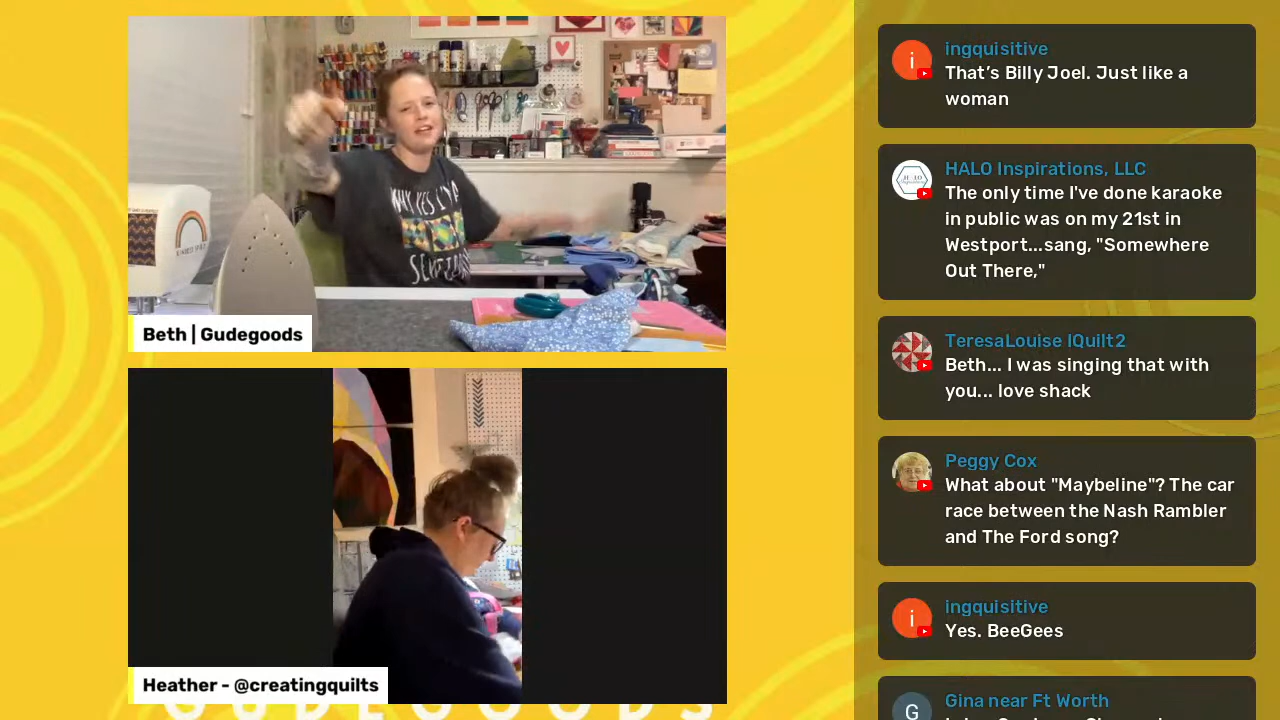 WHY YES I'M A
Beth | Gudegoods
Heather - @creatingquilts
GUDEGOODS
ingquisitive
That's Billy Joel. Just like a
woman
HALO Inspirations, LLC
The only time I've done karaoke
in public was on my 21st in
Westport...sang, "Somewhere
Out There,"
TeresaLouise IQuilt2
Beth... I was singing that with
you... love shack
Peggy Cox
What about "Maybeline"? The car
race between the Nash Rambler
and The Ford song?
ingquisitive
Yes. BeeGees
Gina near Ft Worth